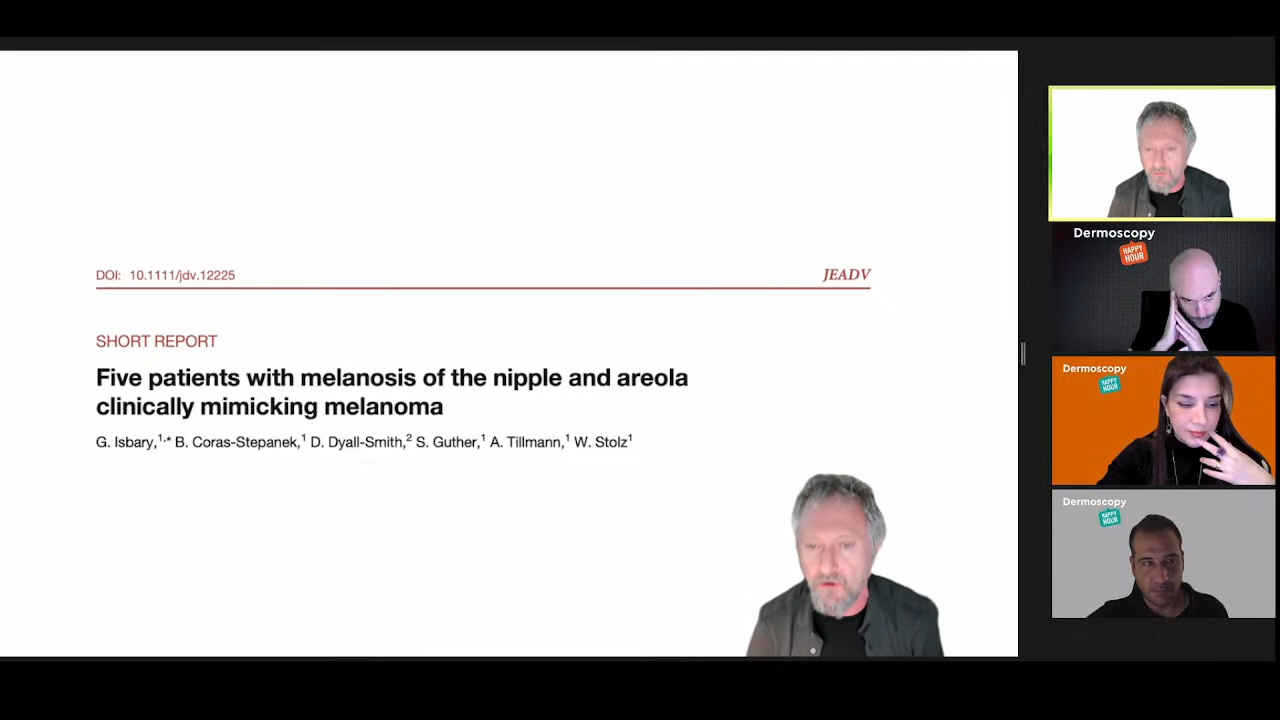 DOI: 10.1111/jdv.12225
JEADV
SHORT REPORT
Five patients with melanosis of the nipple and areola
clinically mimicking melanoma
G. Isbary,¹,* B. Coras-Stepanek,¹ D. Dyall-Smith,² S. Guther,¹ A. Tillmann,¹ W. Stolz¹
Dermoscopy
HAPPY
HOUR
Dermoscopy
HAPPY
HOUR
Dermoscopy
HAPPY
HOUR